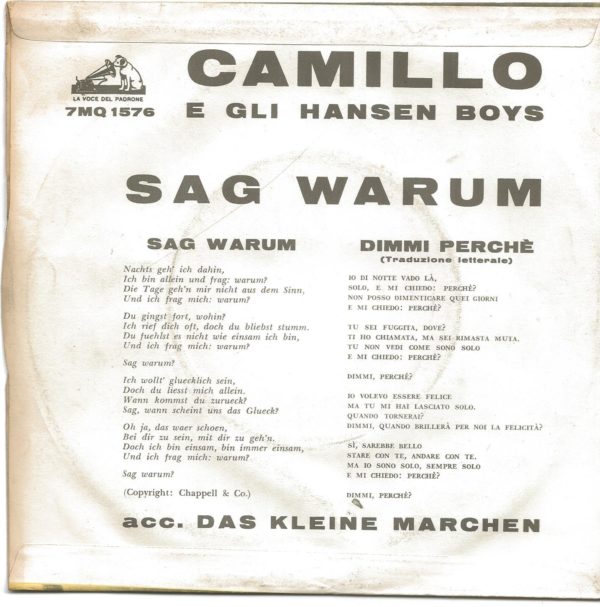 LA VOCE DEL PADRONE
7MQ 1576
CAMILLO
E GLI HANSEN BOYS
SAG WARUM
SAG WARUM
Nachts geh' ich dahin,
Ich bin allein und frag: warum?
Die Tage geh'n mir nicht aus dem Sinn,
Und ich frag mich: warum?
Du gingst fort, wohin?
Ich rief dich oft, doch du bliebst stumm.
Du fuehlst es nicht wie einsam ich bin,
Und ich frag mich: warum?
Sag warum?
Ich wollt' gluecklich sein,
Doch du liesst mich allein.
Wann kommst du zurueck?
Sag, wann scheint uns das Glueck?
Oh ja, das waer schoen,
Bei dir zu sein, mit dir zu geh'n.
Doch ich bin einsam, bin immer einsam,
Und ich frag mich: warum?
Sag warum?
(Copyright: Chappell & Co.)
DIMMI PERCHÈ
(Traduzione letterale)
IO DI NOTTE VADO LÀ,
SOLO, E MI CHIEDO: PERCHÈ?
NON POSSO DIMENTICARE QUEI GIORNI
E MI CHIEDO: PERCHÈ?
TU SEI FUGGITA, DOVE?
TI HO CHIAMATA, MA SEI RIMASTA MUTA.
TU NON VEDI COME SONO SOLO
E MI CHIEDO: PERCHÈ?
DIMMI, PERCHÈ?
IO VOLEVO ESSERE FELICE
MA TU MI HAI LASCIATO SOLO.
QUANDO TORNERAI?
DIMMI, QUANDO BRILLERÀ PER NOI LA FELICITÀ?
SÌ, SAREBBE BELLO
STARE CON TE, ANDARE CON TE.
MA IO SONO SOLO, SEMPRE SOLO
E MI CHIEDO: PERCHÈ?
DIMMI, PERCHÈ?
acc. DAS KLEINE MARCHEN